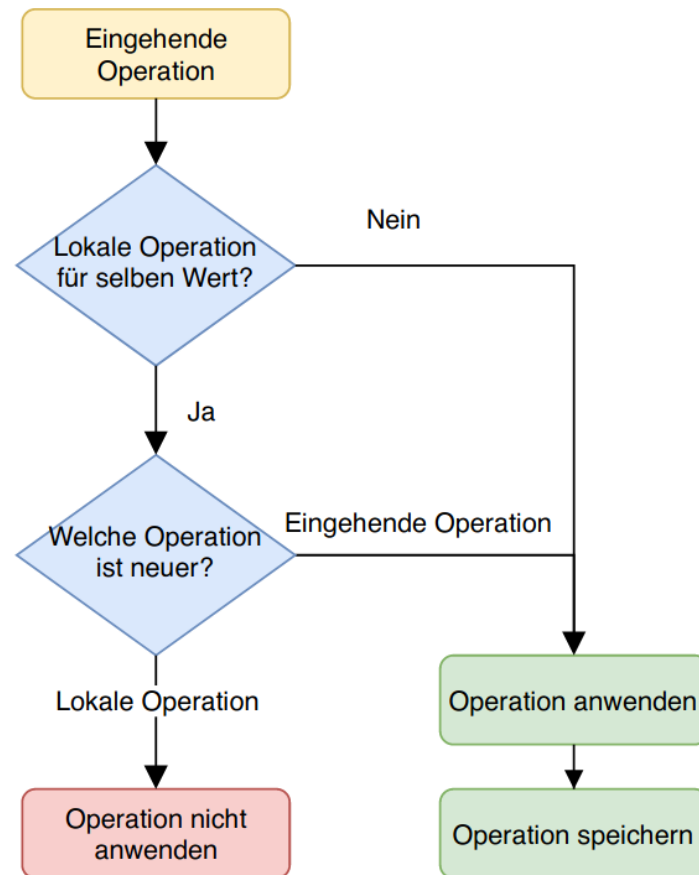 Eingehende
Operation
Nein
Lokale Operation
für selben Wert?
Ja
Eingehende Operation
Welche Operation
ist neuer?
Lokale Operation
Operation anwenden
Operation nicht
anwenden
Operation speichern